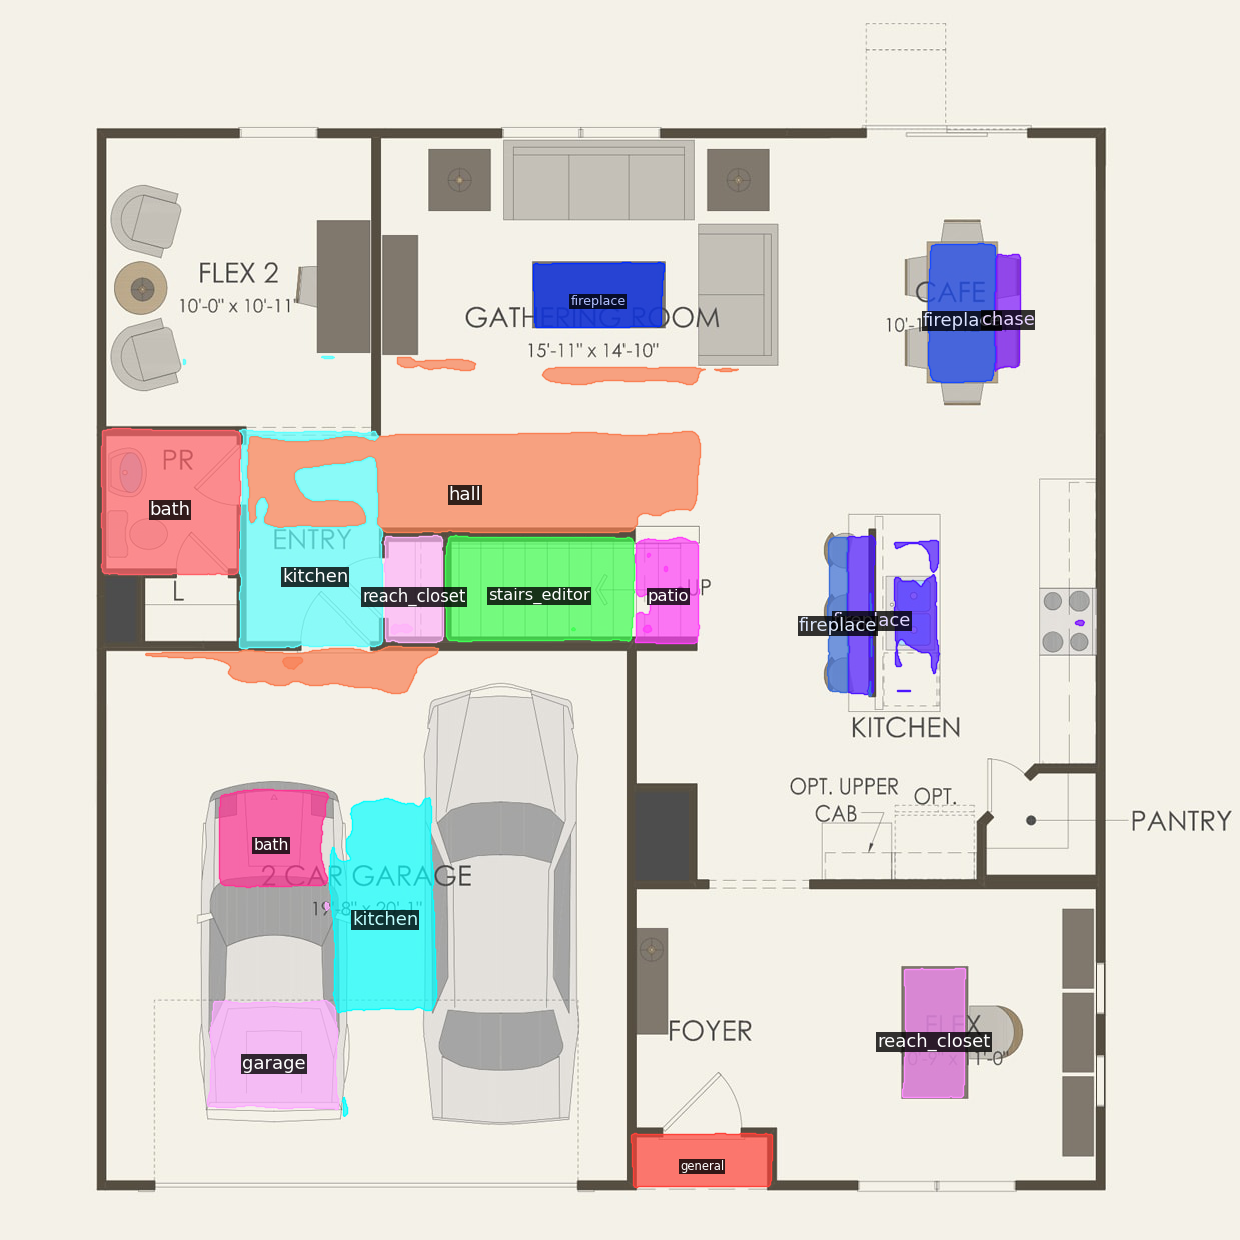 FLEX 2
10'-0" x 10'-11"
fireplace
GATHERING ROOM
15'-11" x 14'-10"
CAFE
10'-1
fireplace
chase
PR
bath
hall
ENTRY
kitchen
L
reach_closet
stairs_editor
patio
UP
fireplace
fireplace
KITCHEN
OPT. UPPER
CAB
OPT.
PANTRY
bath
2 CAR GARAGE
19'-8" x 20'-1"
kitchen
garage
FOYER
FLEX
reach_closet
11'-0"
general